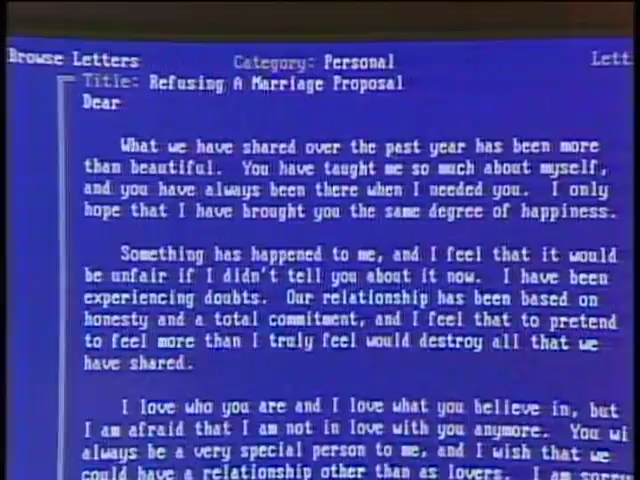 Browse Letters Category: Personal Lett
Title: Refusing A Marriage Proposal
Dear
What we have shared over the past year has been more
than beautiful. You have taught me so much about myself,
and you have always been there when I needed you. I only
hope that I have brought you the same degree of happiness.
Something has happened to me, and I feel that it would
be unfair if I didn't tell you about it now. I have been
experiencing doubts. Our relationship has been based on
honesty and a total commitment, and I feel that to pretend
to feel more than I truly feel would destroy all that we
have shared.
I love who you are and I love what you believe in, but
I am afraid that I am not in love with you anymore. You wi
always be a very special person to me, and I wish that we
could have a relationship other than as lovers. I am sorry